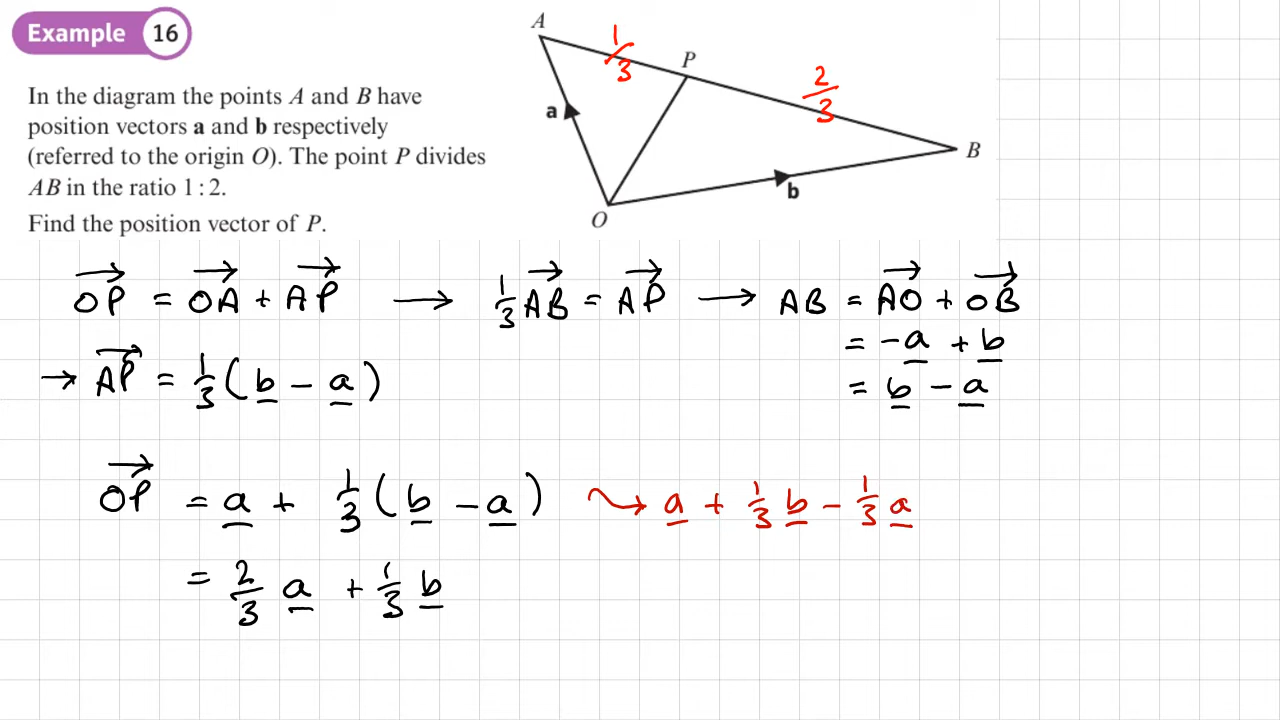 Example 16
In the diagram the points A and B have
position vectors a and b respectively
(referred to the origin O). The point P divides
AB in the ratio 1 : 2.
Find the position vector of P.
A
1/3
P
2/3
a
B
b
O
OP = OA + AP → 1/3 AB = AP → AB = AO + OB
= -a + b
→ AP = 1/3 (b - a)
= b - a
OP = a + 1/3 (b - a) → a + 1/3 b - 1/3 a
= 2/3 a + 1/3 b